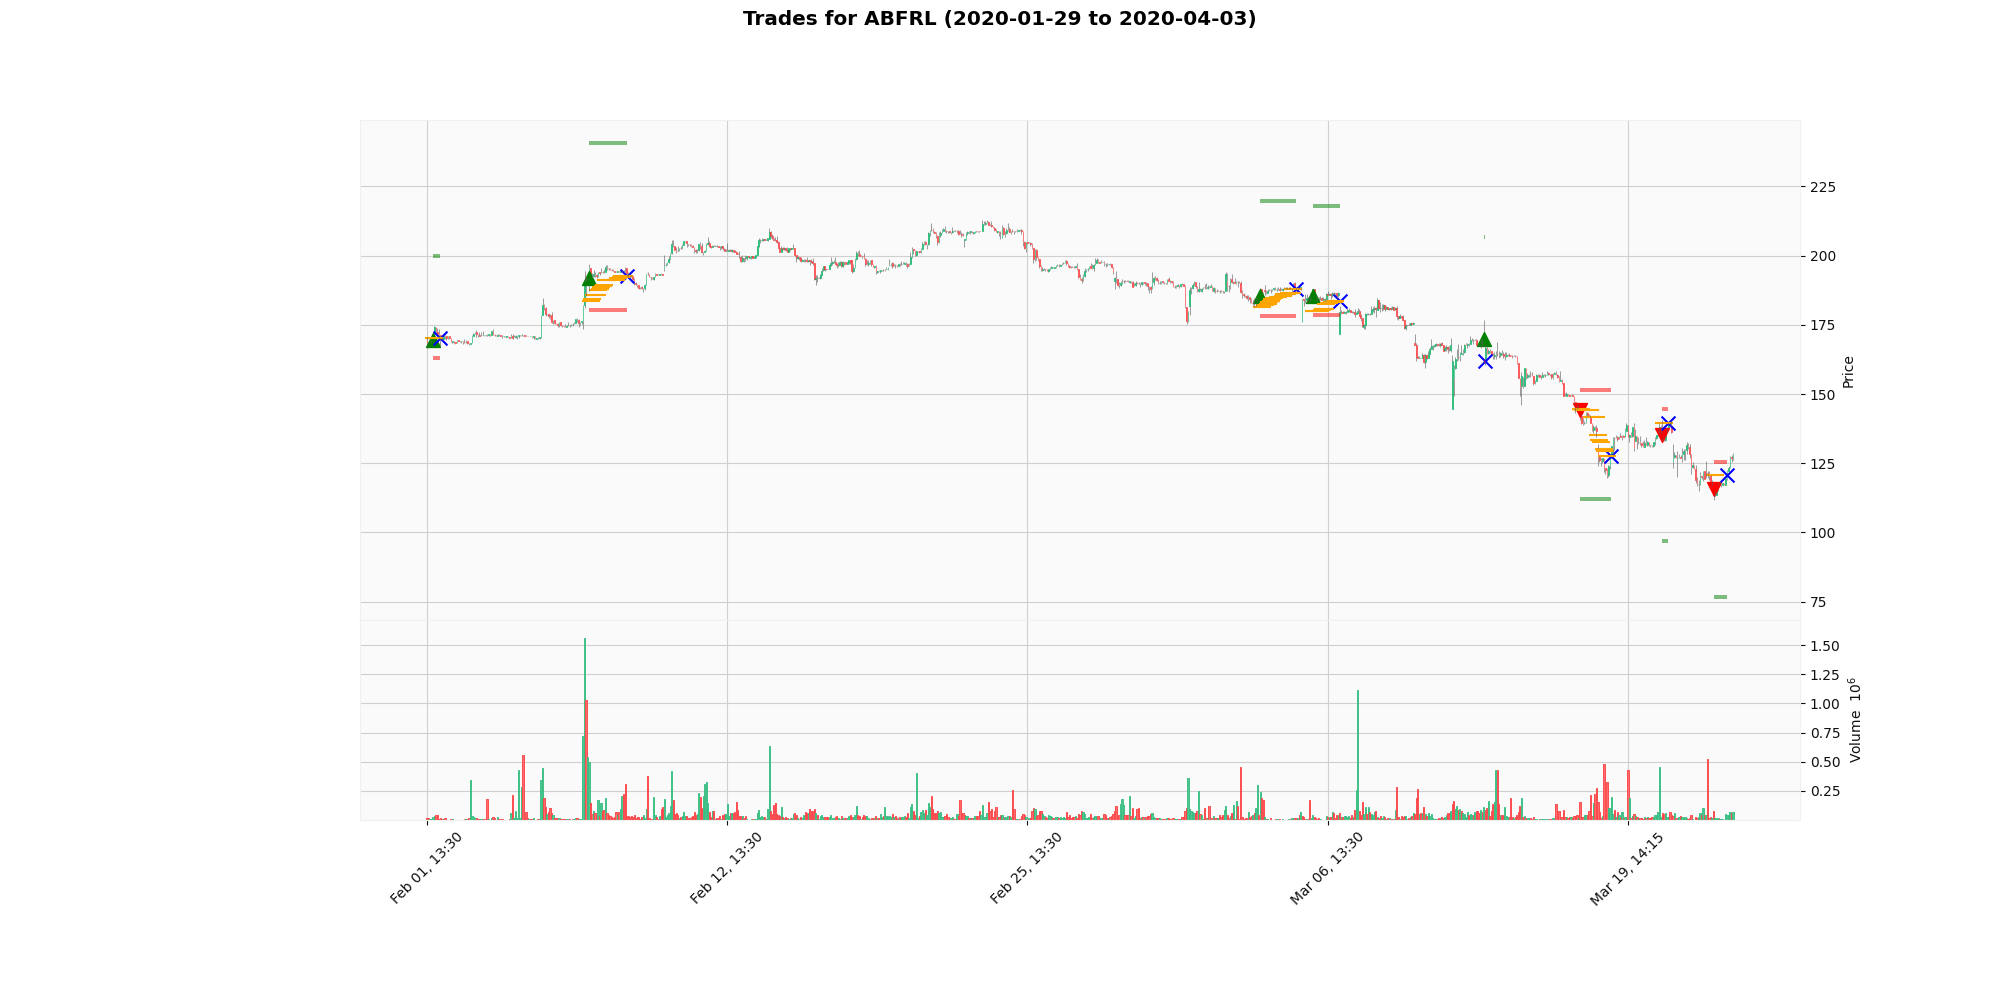 Trades for ABFRL (2020-01-29 to 2020-04-03)
225
200
175
150
125
100
75
Price
1.50
1.25
1.00
0.75
0.50
0.25
Volume 10⁶
Feb 01, 13:30
Feb 12, 13:30
Feb 25, 13:30
Mar 06, 13:30
Mar 19, 14:15